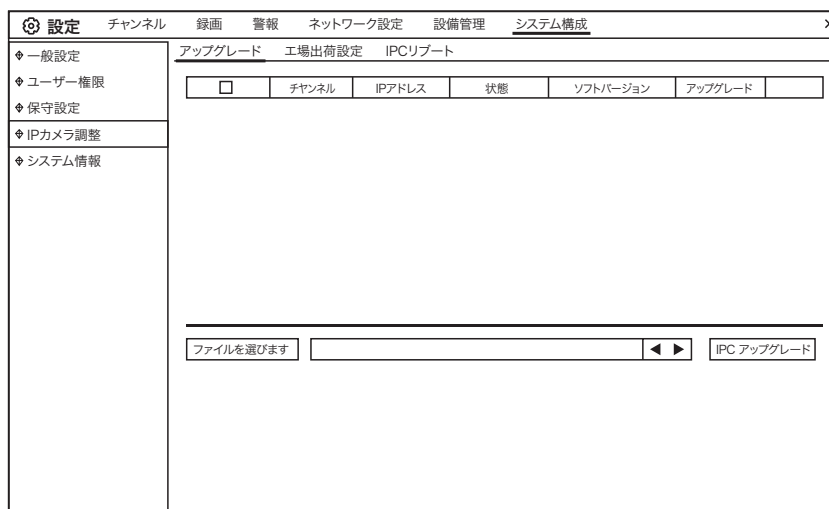 設定 チャンネル 録画 警報 ネットワーク設定 設備管理 システム構成 ×
一般設定
ユーザー権限
保守設定
IPカメラ調整
システム情報
アップグレード 工場出荷設定 IPCリブート
チヤンネル IPアドレス 状態 ソフトバージョン アップグレード
ファイルを選びます ◀ ▶ IPC アップグレード